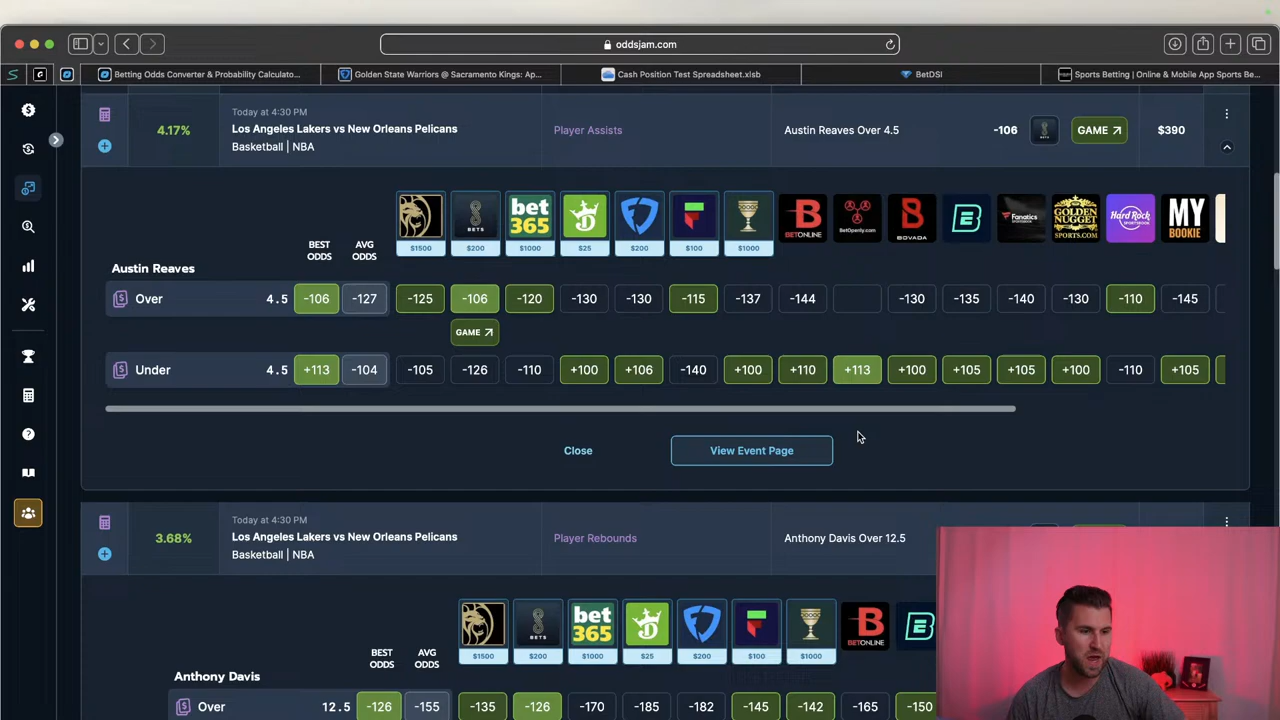 oddsjam.com
Betting Odds Converter & Probability Calculato...
Golden State Warriors @ Sacramento Kings: Ap...
Cash Position Test Spreadsheet.xlsb
BetDSI
Sports Betting | Online & Mobile App Sports Be...
4.17%
Today at 4:30 PM
Los Angeles Lakers vs New Orleans Pelicans
Basketball | NBA
Player Assists
Austin Reaves Over 4.5
-106
BETS
GAME
$390
BEST ODDS
AVG ODDS
BETS
bet365
BETONLINE
BetOpenly.com
BOVADA
Fanatics
GOLDEN NUGGET
SPORTS.COM
Hard Rock
MY BOOKIE
$1500 $200 $1000 $25 $200 $100 $1000
Austin Reaves
Over 4.5 -106 -127 -125 -106 -120 -130 -130 -115 -137 -144 -130 -135 -140 -130 -110 -145
GAME
Under 4.5 +113 -104 -105 -126 -110 +100 +106 -140 +100 +110 +113 +100 +105 +105 +100 -110 +105
Close
View Event Page
3.68%
Today at 4:30 PM
Los Angeles Lakers vs New Orleans Pelicans
Basketball | NBA
Player Rebounds
Anthony Davis Over 12.5
BEST ODDS
AVG ODDS
BETS
bet365
BETONLINE
$1500 $200 $1000 $25 $200 $100 $1000
Anthony Davis
Over 12.5 -126 -155 -135 -126 -170 -185 -182 -145 -142 -165 -150